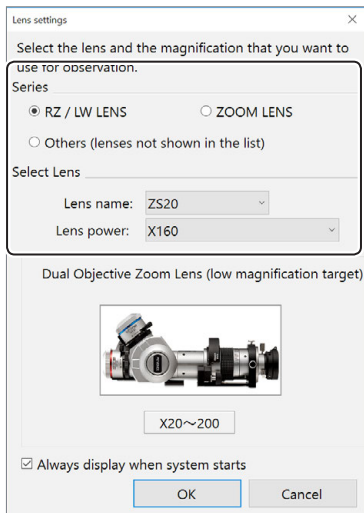 Lens settings
Select the lens and the magnification that you want to
use for observation.
Series
RZ / LW LENS
ZOOM LENS
Others (lenses not shown in the list)
Select Lens
Lens name: ZS20
Lens power: X160
Dual Objective Zoom Lens (low magnification target)
X20～200
Always display when system starts
OK
Cancel